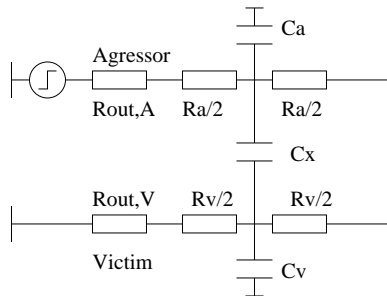 Ca
Agressor
Rout,A Ra/2 Ra/2
Cx
Rout,V Rv/2 Rv/2
Victim
Cv